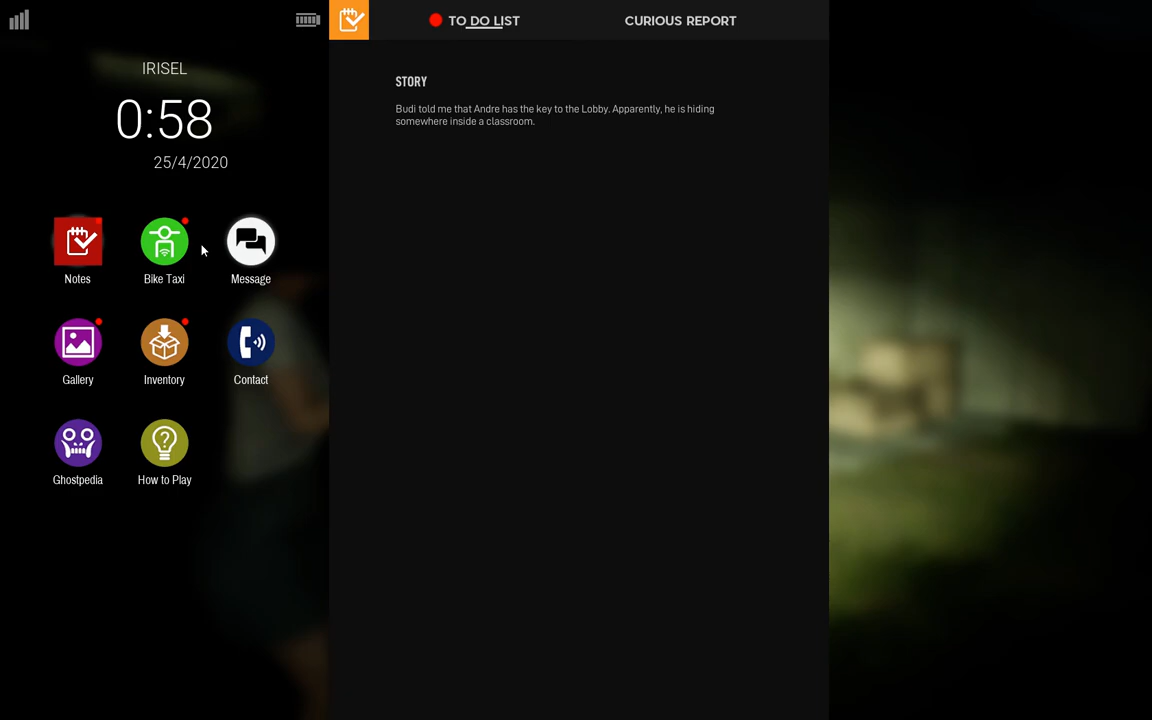 IRISEL
0:58
25/4/2020
Notes
Bike Taxi
Message
Gallery
Inventory
Contact
Ghostpedia
How to Play
TO DO LIST
CURIOUS REPORT
STORY
Budi told me that Andre has the key to the Lobby. Apparently, he is hiding
somewhere inside a classroom.